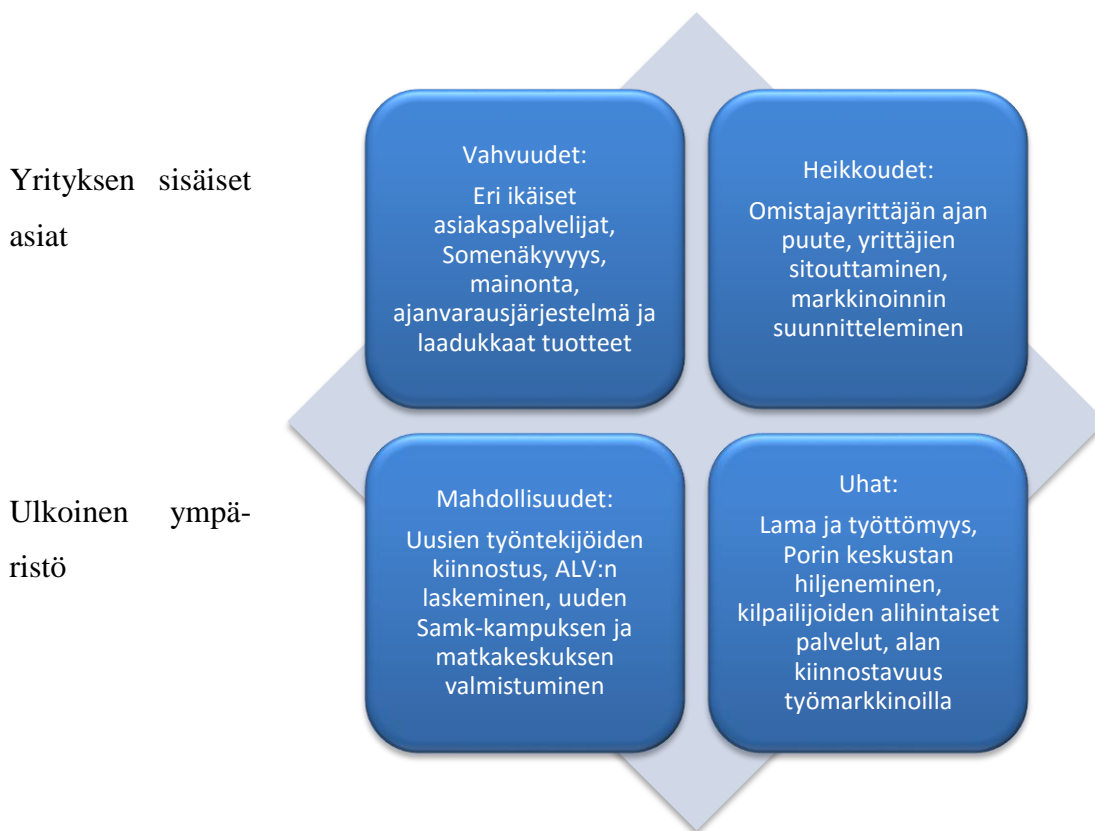 Yrityksen sisäiset
asiat
Vahvuudet:
Eri ikäiset
asiakaspalvelijat,
Somenäkyvyys,
mainonta,
ajanvarausjärjestelmä ja
laadukkaat tuotteet
Heikkoudet:
Omistajayrittäjän ajan
puute, yrittäjien
sitouttaminen,
markkinoinnin
suunnitteleminen
Ulkoinen ympä-
ristö
Mahdollisuudet:
Uusien työntekijöiden
kiinnostus, ALV:n
laskeminen, uuden
Samk-kampuksen ja
matkakeskuksen
valmistuminen
Uhat:
Lama ja työttömyys,
Porin keskustan
hiljeneminen,
kilpailijoiden alihintaiset
palvelut, alan
kiinnostavuus
työmarkkinoilla